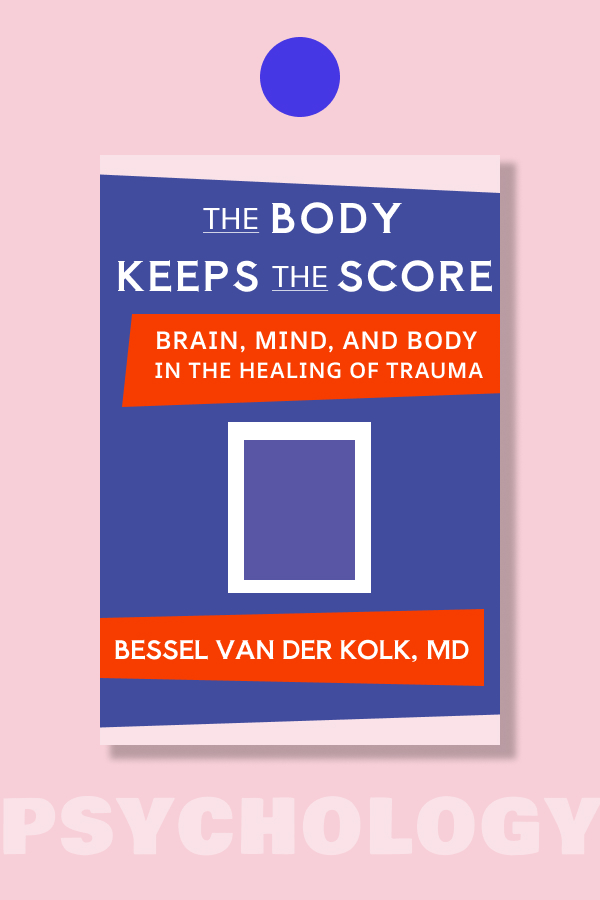 THE BODY
KEEPS THE SCORE
BRAIN, MIND, AND BODY
IN THE HEALING OF TRAUMA
BESSEL VAN DER KOLK, MD
PSYCHOLOGY